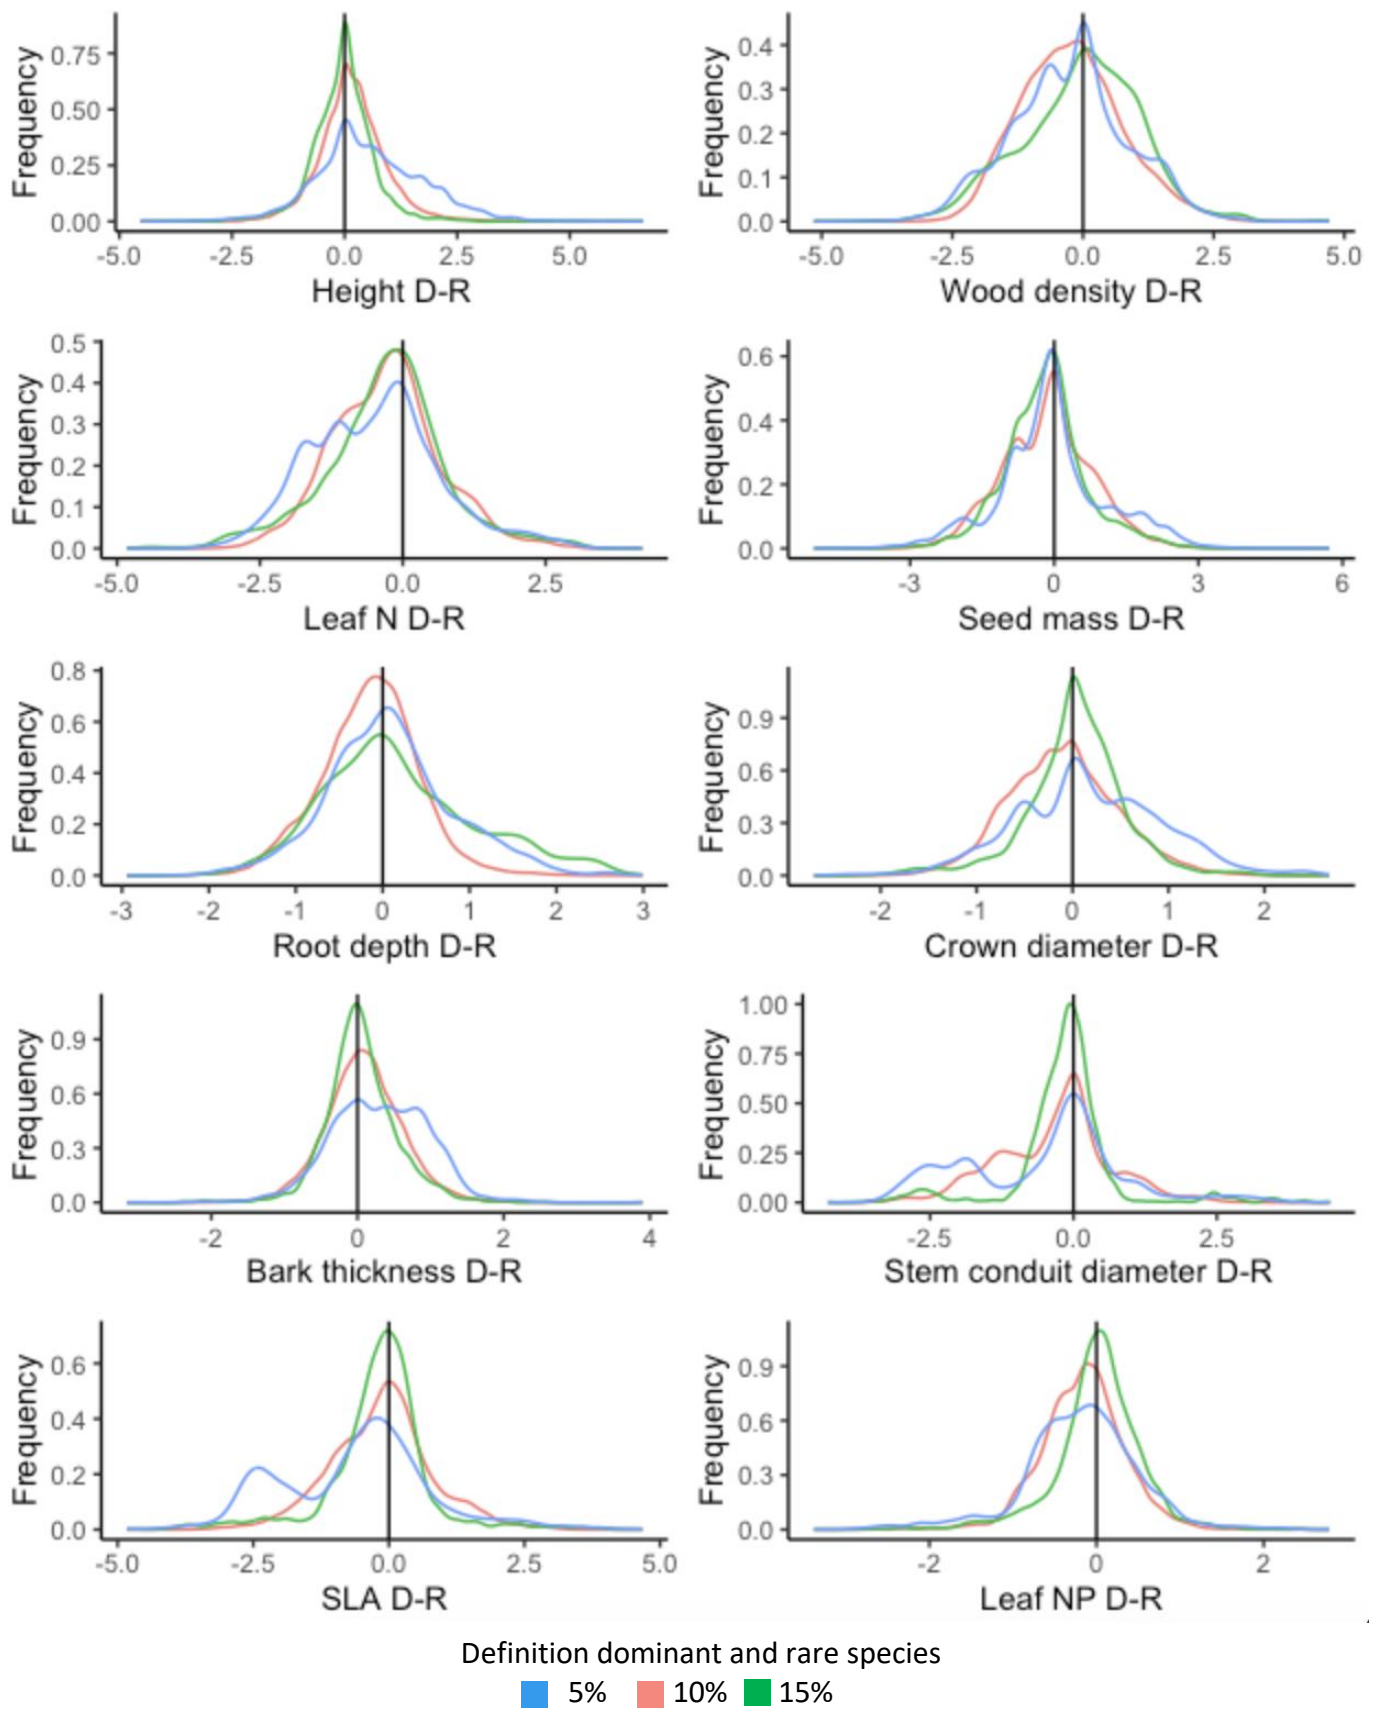 Frequency
0.75
0.50
0.25
0.00
-5.0 -2.5 0.0 2.5 5.0
Height D-R
Frequency
0.4
0.3
0.2
0.1
0.0
-5.0 -2.5 0.0 2.5 5.0
Wood density D-R
Frequency
0.5
0.4
0.3
0.2
0.1
0.0
-5.0 -2.5 0.0 2.5
Leaf N D-R
Frequency
0.6
0.4
0.2
0.0
-3 0 3 6
Seed mass D-R
Frequency
0.8
0.6
0.4
0.2
0.0
-3 -2 -1 0 1 2 3
Root depth D-R
Frequency
0.9
0.6
0.3
0.0
-2 -1 0 1 2
Crown diameter D-R
Frequency
0.9
0.6
0.3
0.0
-2 0 2 4
Bark thickness D-R
Frequency
1.00
0.75
0.50
0.25
0.00
-2.5 0.0 2.5
Stem conduit diameter D-R
Frequency
0.6
0.4
0.2
0.0
-5.0 -2.5 0.0 2.5 5.0
SLA D-R
Frequency
0.9
0.6
0.3
0.0
-2 0 2
Leaf NP D-R
Definition dominant and rare species
5% 10% 15%